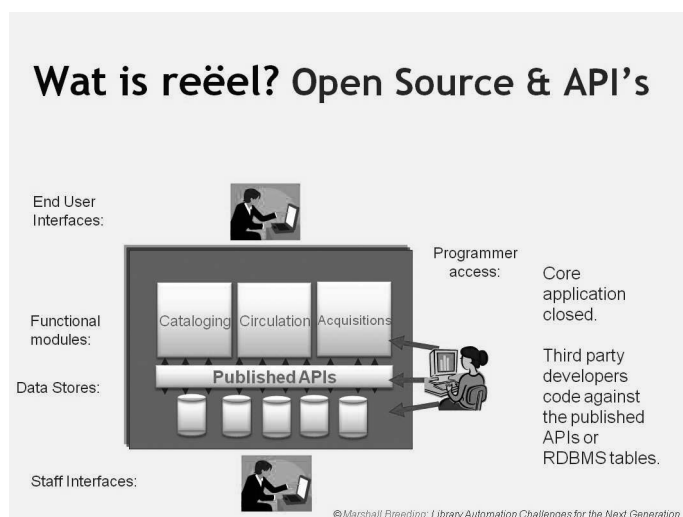 Wat is reëel? Open Source & API's
End User
Interfaces:
Programmer
access:
Core
application
closed.
Functional
modules:
Cataloging
Circulation
Acquisitions
Third party
developers
code against
the published
APIs or
RDBMS tables.
Data Stores:
Published APIs
Staff Interfaces:
© Marshall Breeding: Library Automation Challenges for the Next Generation